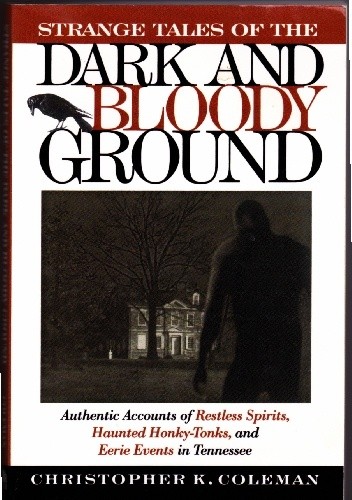 STRANGE TALES OF THE
DARK AND
BLOODY
GROUND
Authentic Accounts of Restless Spirits,
Haunted Honky-Tonks, and
Eerie Events in Tennessee
CHRISTOPHER K. COLEMAN